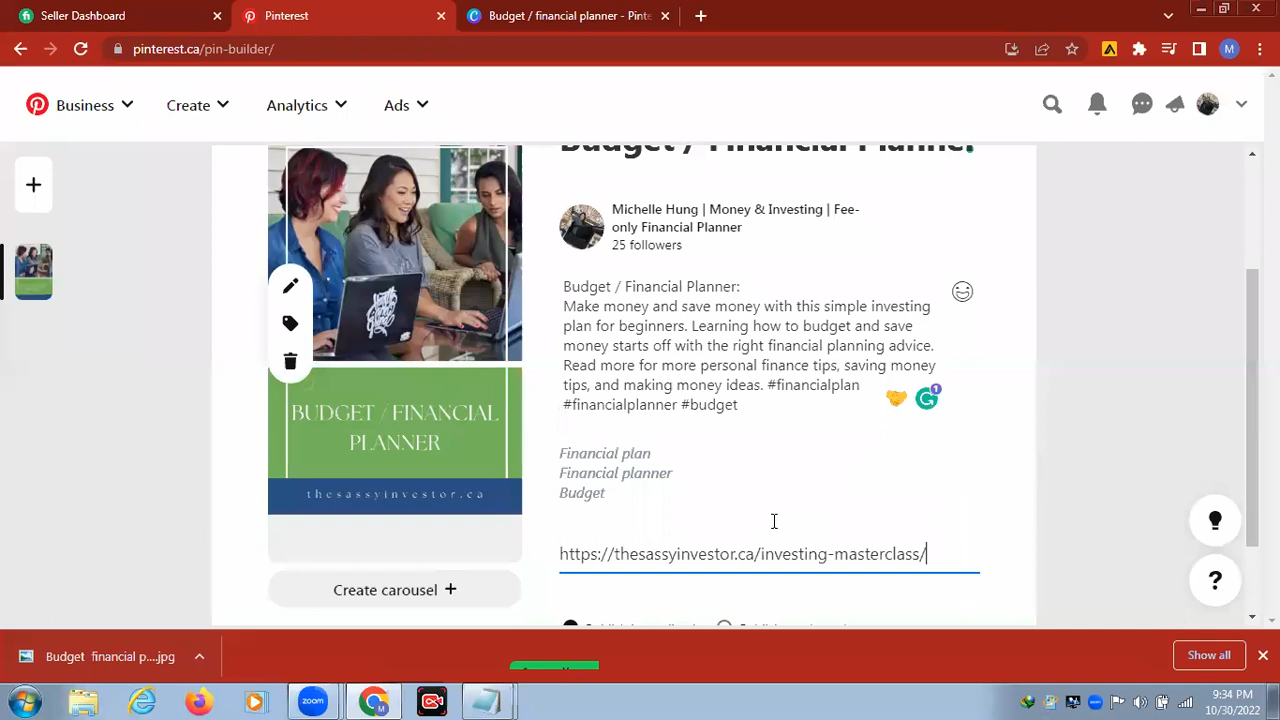 Seller Dashboard
Pinterest
Budget / financial planner - Pint
pinterest.ca/pin-builder/
M
Business
Create
Analytics
Ads
Budget / Financial Planner
Michelle Hung | Money & Investing | Fee-
only Financial Planner
25 followers
Budget / Financial Planner:
Make money and save money with this simple investing
plan for beginners. Learning how to budget and save
money starts off with the right financial planning advice.
Read more for more personal finance tips, saving money
tips, and making money ideas. #financialplan
#financialplanner #budget
1
Financial plan
Financial planner
Budget
https://thesassyinvestor.ca/investing-masterclass/
BUDGET / FINANCIAL
PLANNER
thesassyinvestor.ca
Create carousel
?
Budget financial p....jpg
Show all
zoom
9:34 PM
10/30/2022